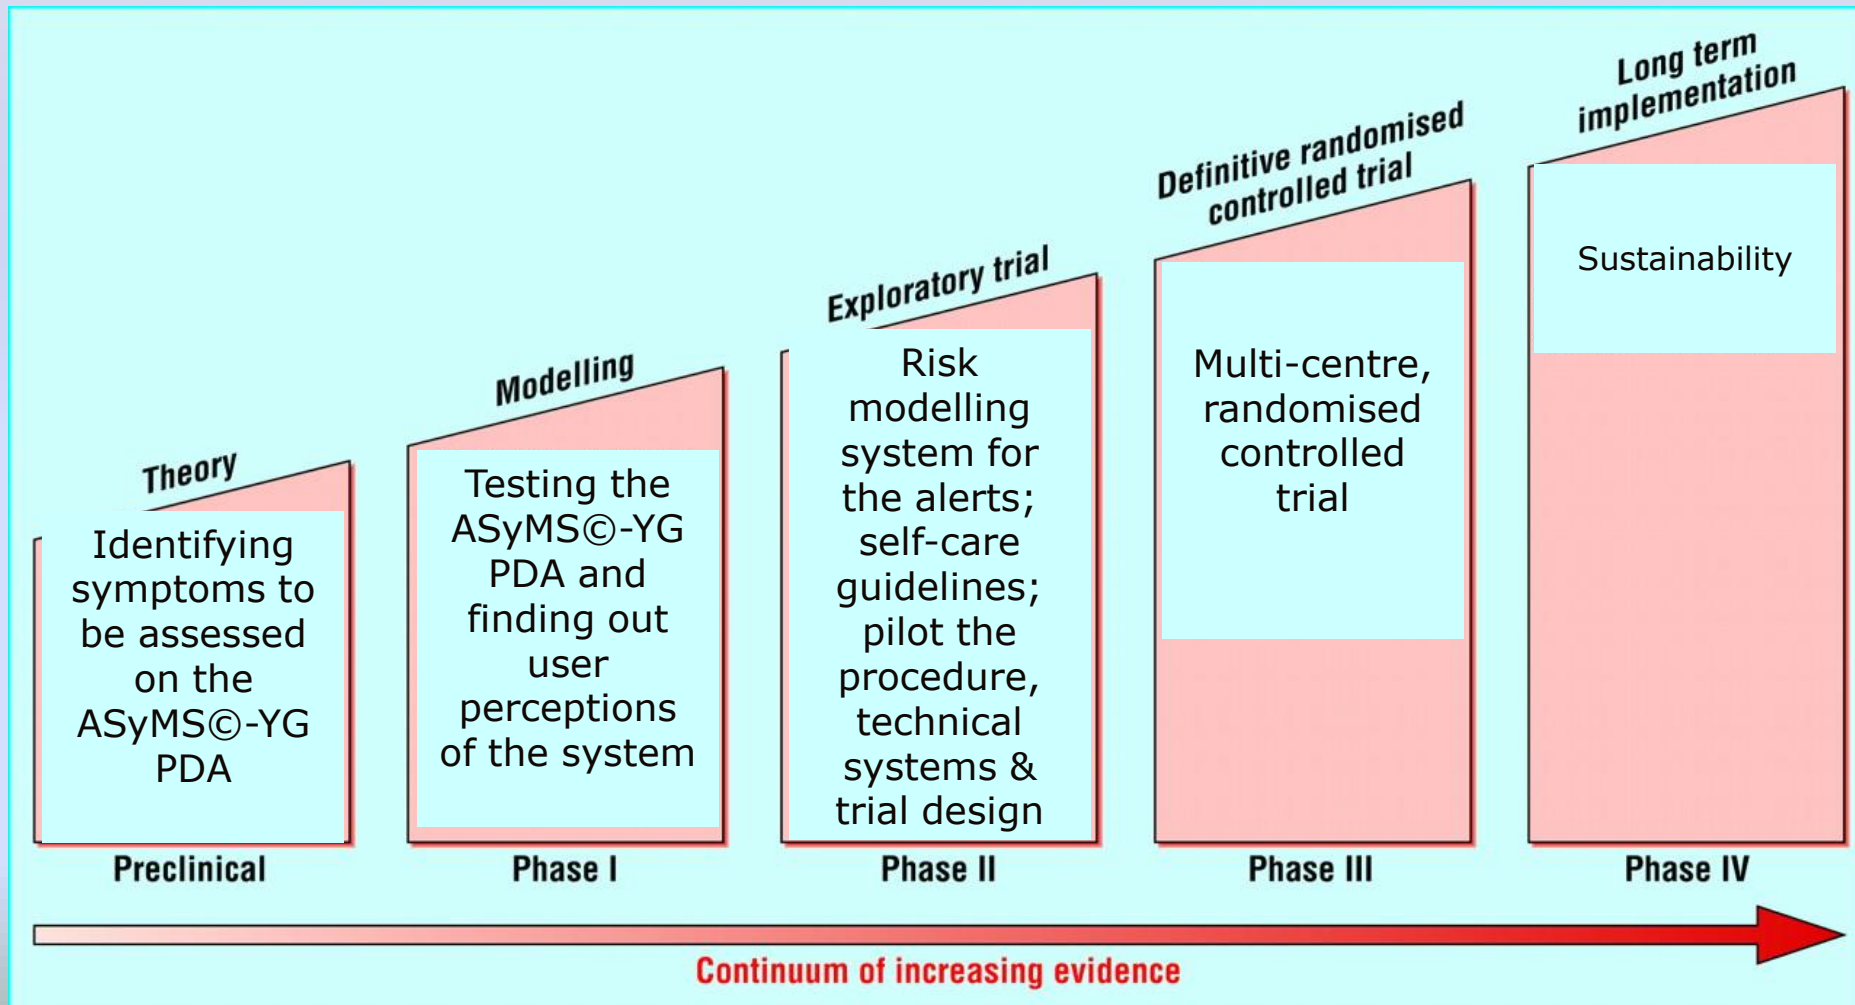 Theory
Identifying
symptoms to
be assessed
on the
ASyMS©-YG
PDA
Preclinical
Modelling
Testing the
ASyMS©-YG
PDA and
finding out
user
perceptions
of the system
Phase I
Exploratory trial
Risk
modelling
system for
the alerts;
self-care
guidelines;
pilot the
procedure,
technical
systems &
trial design
Phase II
Definitive randomised
controlled trial
Multi-centre,
randomised
controlled
trial
Phase III
Long term
implementation
Sustainability
Phase IV
Continuum of increasing evidence